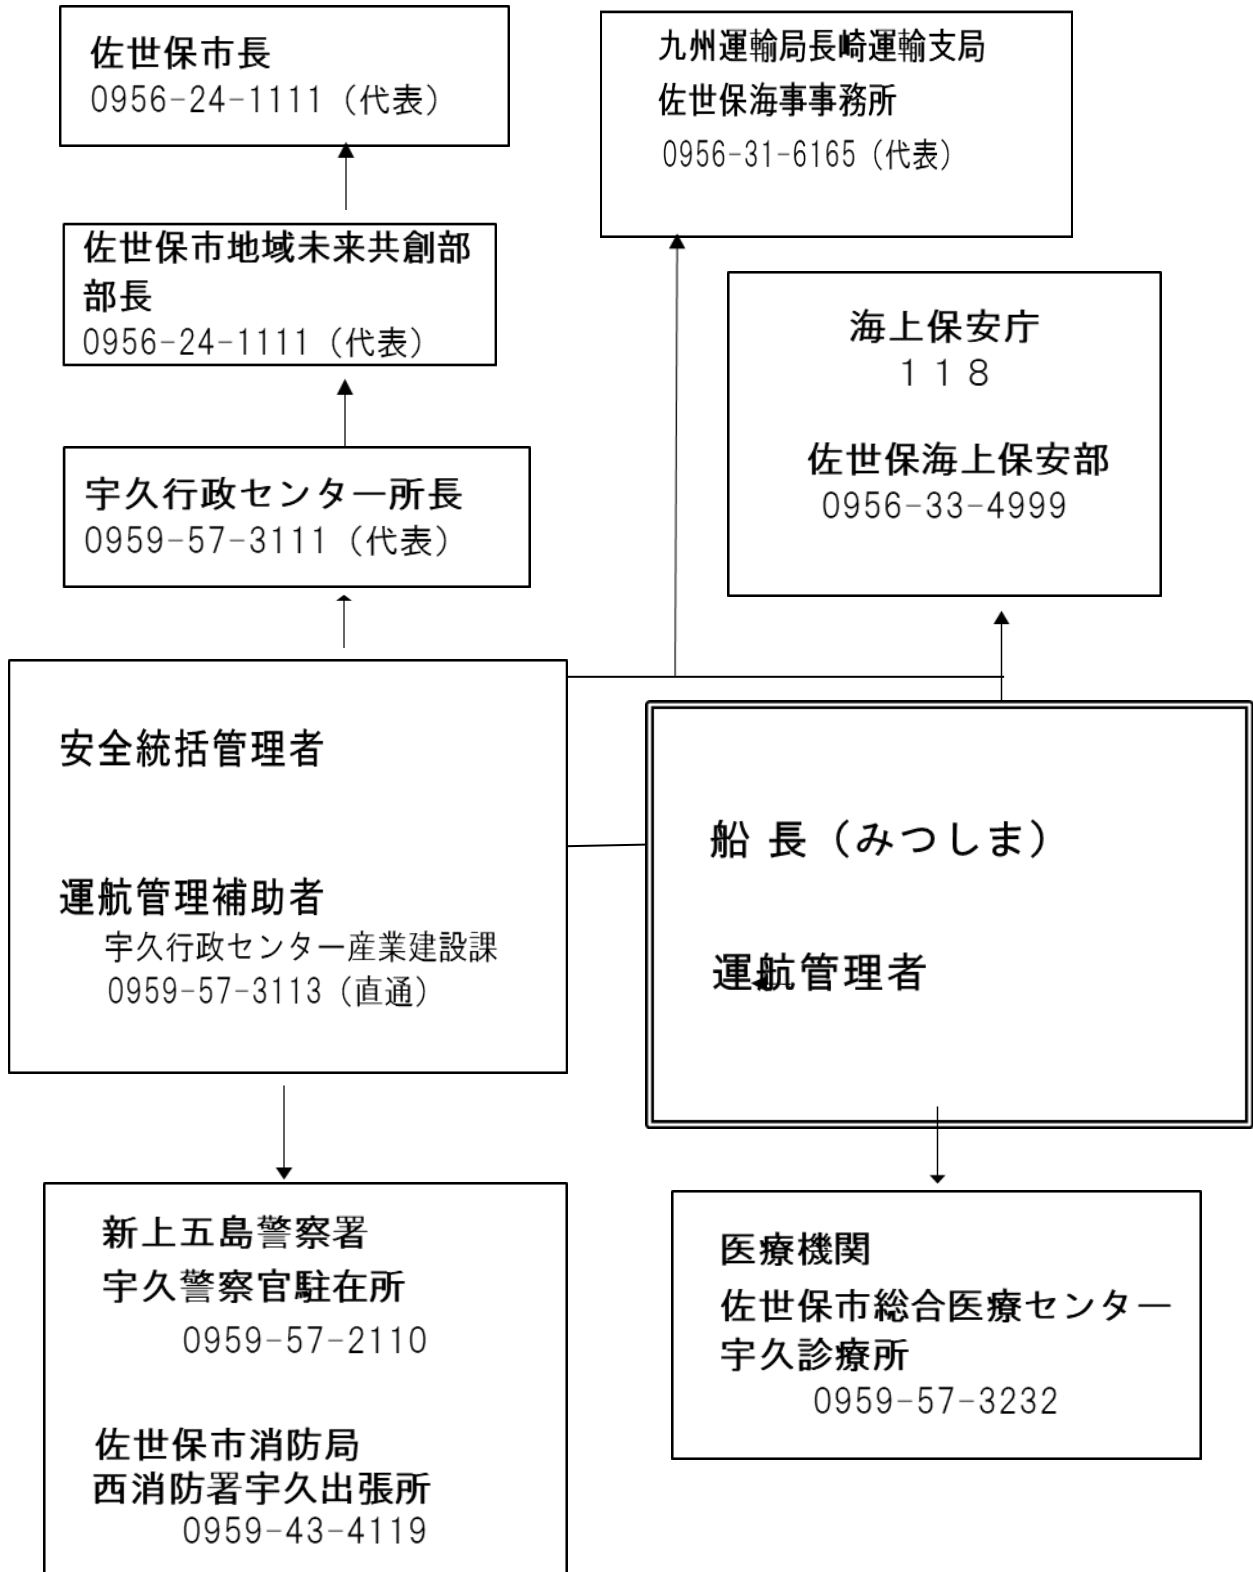 佐世保市長
0956-24-1111（代表）
九州運輸局長崎運輸支局
佐世保海事事務所
0956-31-6165（代表）
佐世保市地域未来共創部
部長
0956-24-1111（代表）
海上保安庁
１１８
佐世保海上保安部
0956-33-4999
宇久行政センター所長
0959-57-3111（代表）
安全統括管理者
運航管理補助者
宇久行政センター産業建設課
0959-57-3113（直通）
船 長（みつしま）
運航管理者
新上五島警察署
宇久警察官駐在所
0959-57-2110
佐世保市消防局
西消防署宇久出張所
0959-43-4119
医療機関
佐世保市総合医療センター
宇久診療所
0959-57-3232